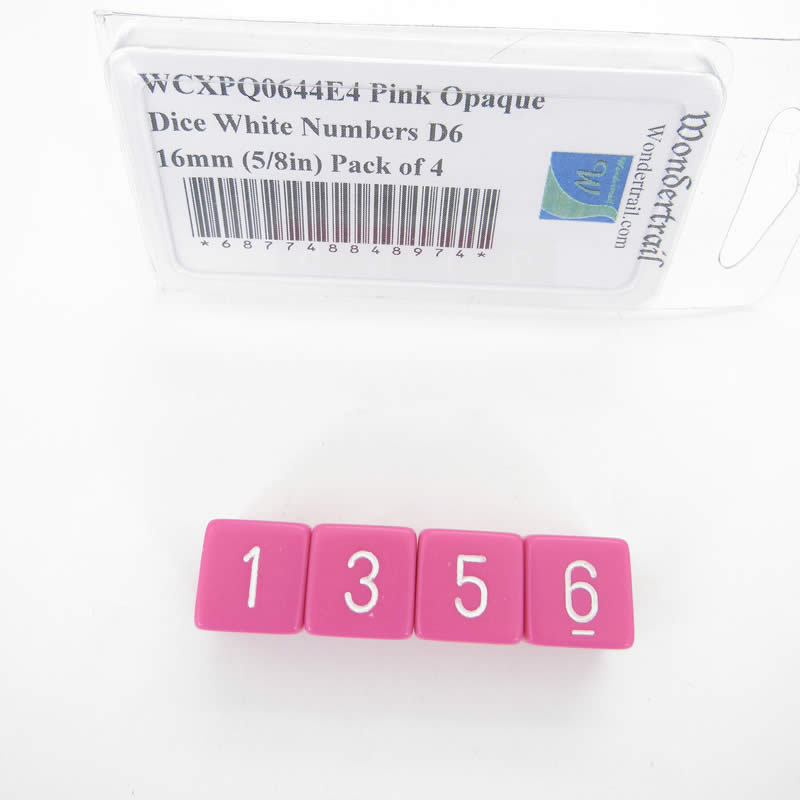 WCXPQ0644E4 Pink Opaque
Dice White Numbers D6
16mm (5/8in) Pack of 4
*687748848974*
W
Wondertrail
Wondertrail
Wondertrail.com
1 3 5 6